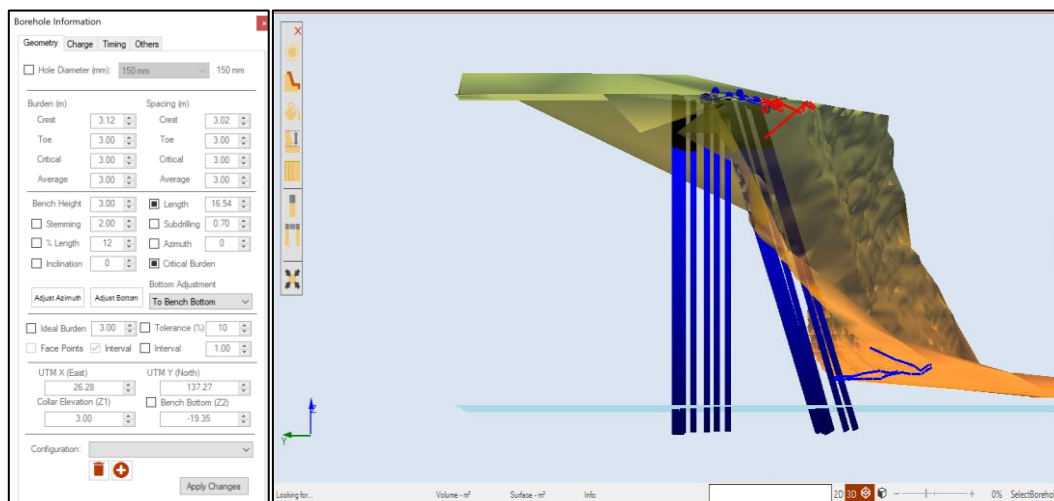 Borehole Information
x
Geometry Charge Timing Others
Hole Diameter (mm): 150 mm 150 mm
Burden (m) Spacing (m)
Crest 3.12 Crest 3.02
Toe 3.00 Toe 3.00
Critical 3.00 Critical 3.00
Average 3.00 Average 3.00
Bench Height 3.00 Length 16.54
Stemming 2.00 Subdrilling 0.70
% Length 12 Azimuth 0
Inclination 0 Critical Burden
Bottom Adjustment
Adjust Azimuth Adjust Bottom To Bench Bottom
Ideal Burden 3.00 Tolerance (%) 10
Face Points Interval Interval 1.00
UTM X (East) UTM Y (North)
26.28 137.27
Collar Elevation (Z1) Bench Bottom (Z2)
3.00 -19.35
Configuration:
Apply Changes
X
Z
Y
Looking for... Volume - m³ Surface - m² Info: 2D 3D - + 0% SelectBorehol